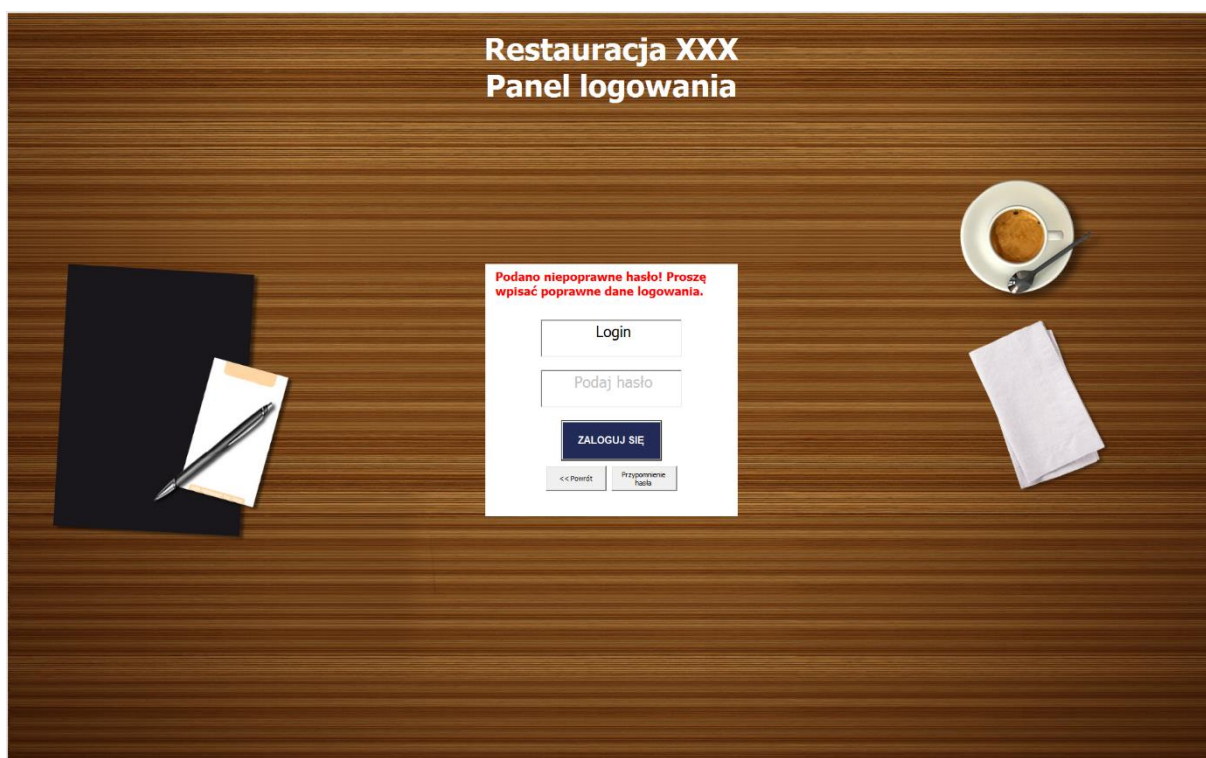 Restauracja XXX
Panel logowania
Podano niepoprawne hasło! Proszę
wpisać poprawne dane logowania.
Login
Podaj hasło
ZALOGUJ SIĘ
<< Powrót
Przypomnienie
hasła